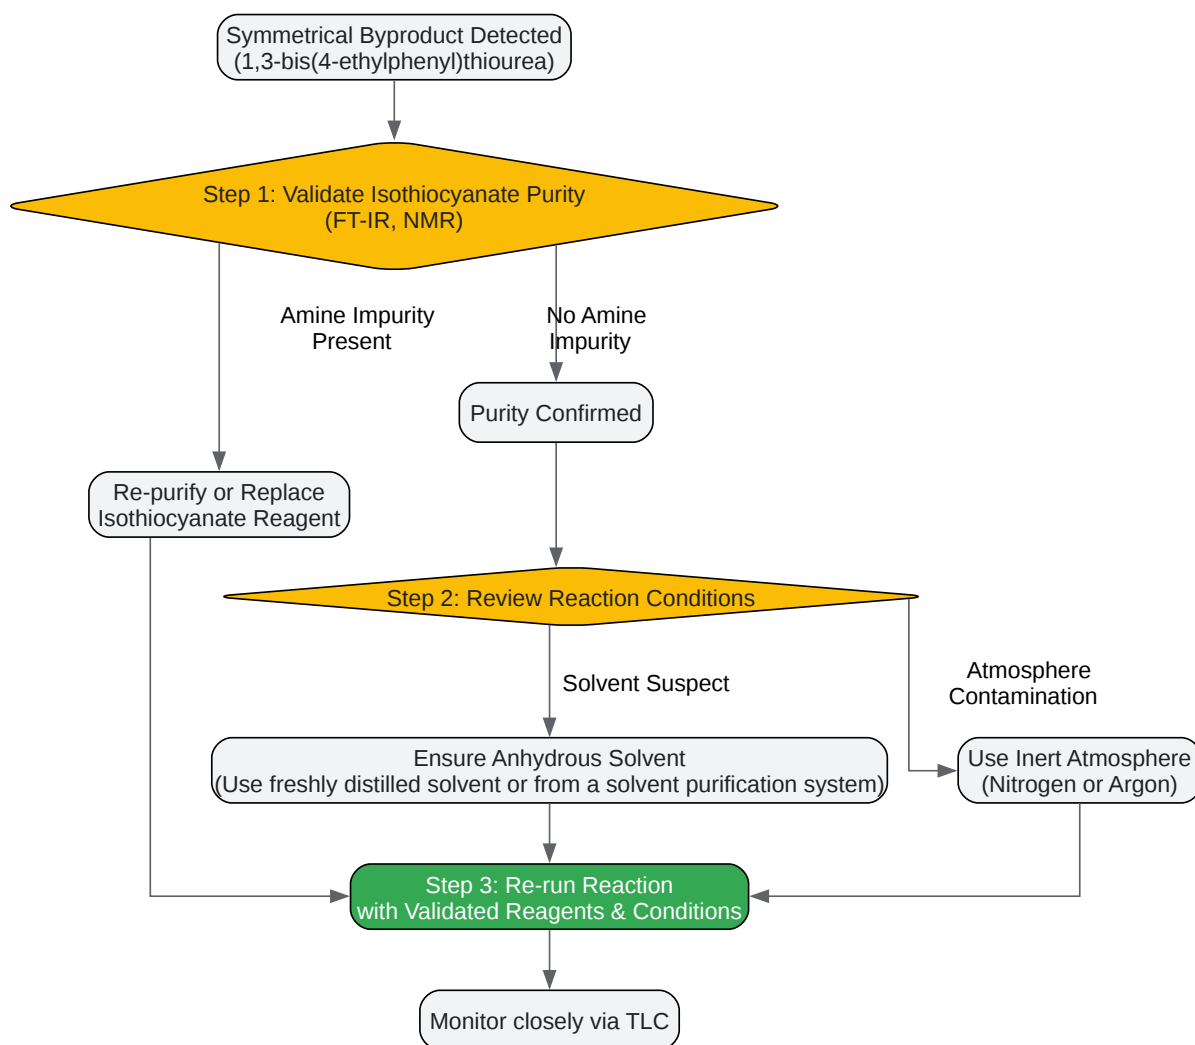 Symmetrical Byproduct Detected
(1,3-bis(4-ethylphenyl)thiourea)
Step 1: Validate Isothiocyanate Purity
(FT-IR, NMR)
Amine Impurity
Present
No Amine
Impurity
Purity Confirmed
Re-purify or Replace
Isothiocyanate Reagent
Step 2: Review Reaction Conditions
Solvent Suspect
Atmosphere
Contamination
Ensure Anhydrous Solvent
(Use freshly distilled solvent or from a solvent purification system)
Use Inert Atmosphere
(Nitrogen or Argon)
Step 3: Re-run Reaction
with Validated Reagents & Conditions
Monitor closely via TLC